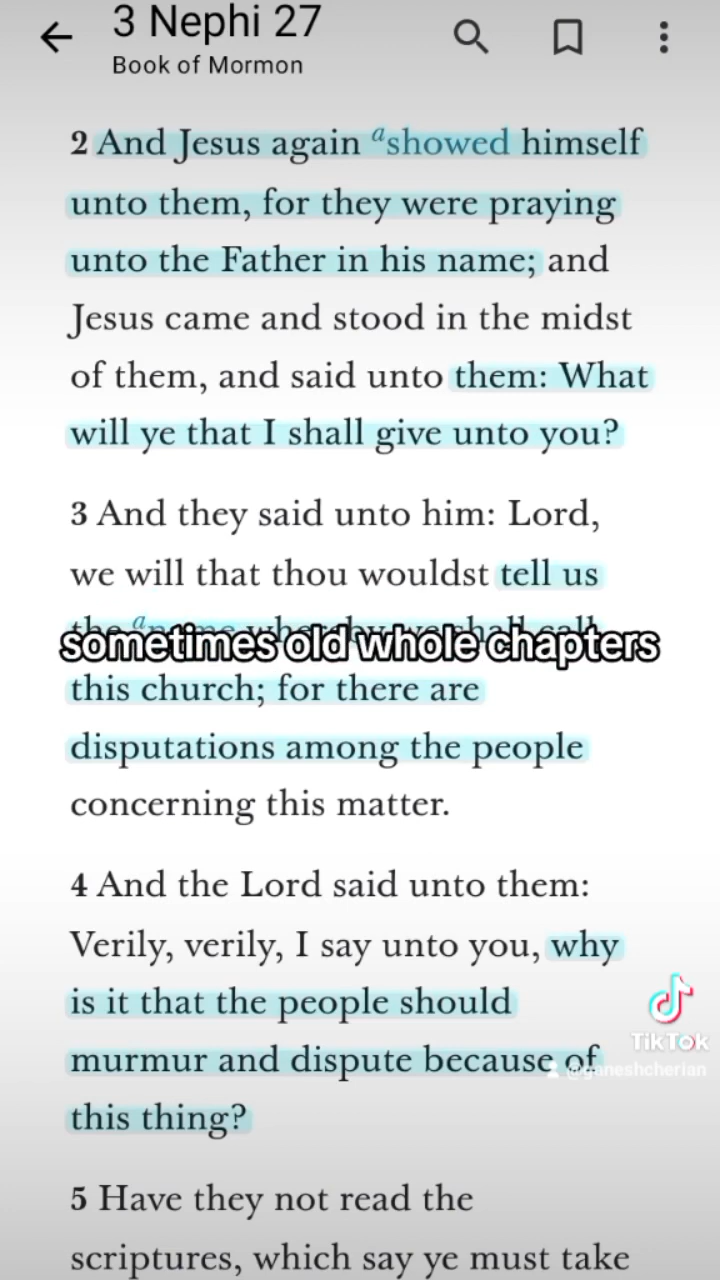 3 Nephi 27
Book of Mormon
2 And Jesus again ashowed himself
unto them, for they were praying
unto the Father in his name; and
Jesus came and stood in the midst
of them, and said unto them: What
will ye that I shall give unto you?
3 And they said unto him: Lord,
we will that thou wouldst tell us
the whereby we shall call
sometimes old whole chapters
this church; for there are
disputations among the people
concerning this matter.
4 And the Lord said unto them:
Verily, verily, I say unto you, why
is it that the people should
murmur and dispute because of
this thing?
TikTok
@ganeshcherian
5 Have they not read the
scriptures, which say ye must take